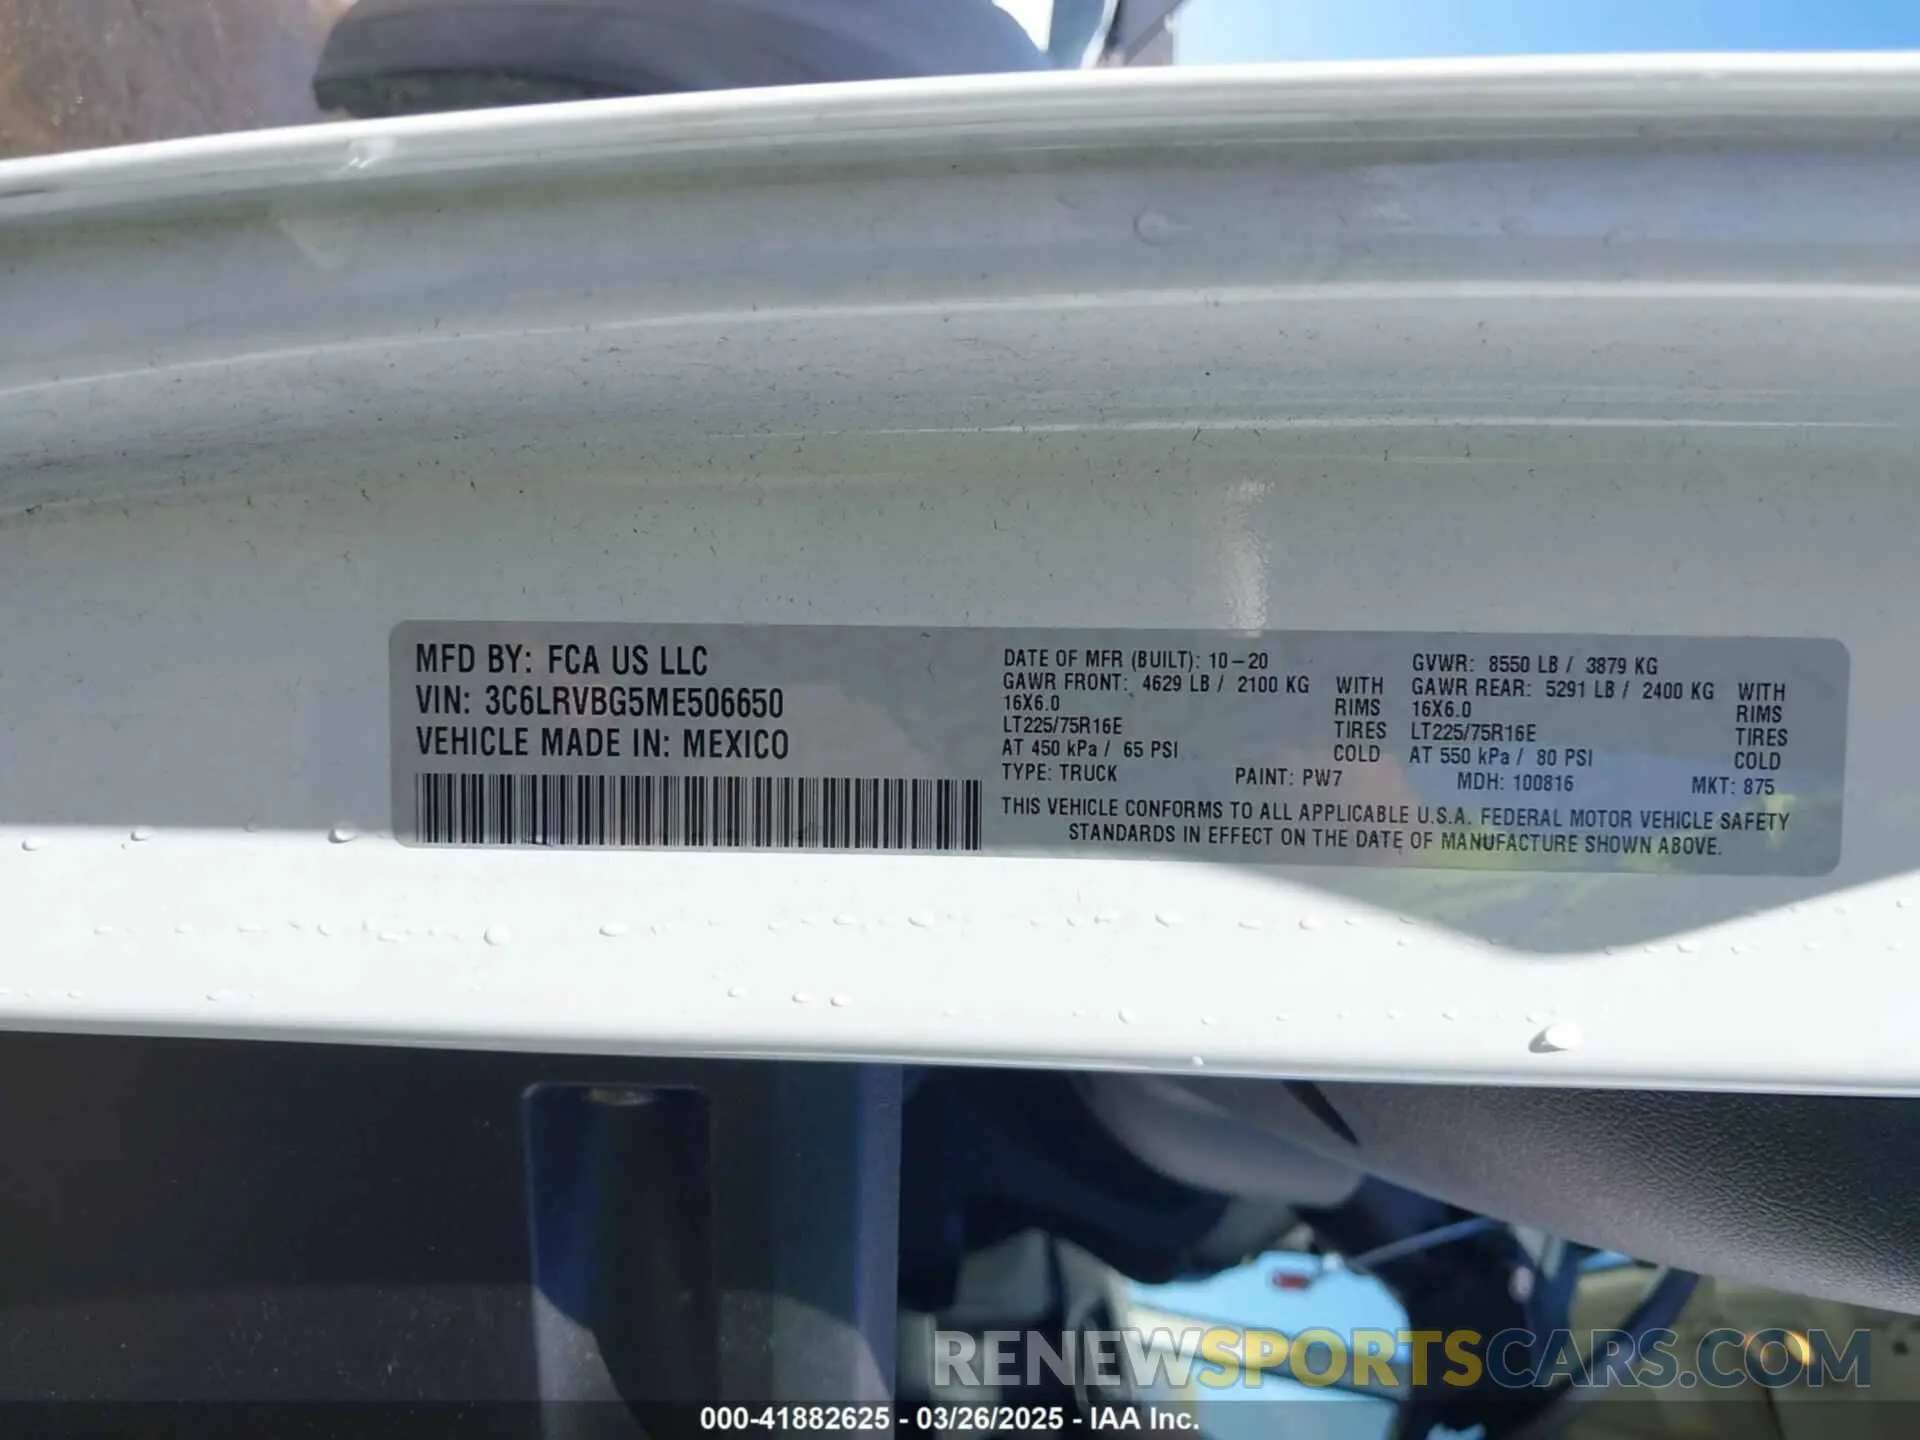 MFD BY: FCA US LLC
VIN: 3C6LRVBG5ME506650
VEHICLE MADE IN: MEXICO
DATE OF MFR (BUILT): 10-20
GAWR FRONT: 4629 LB / 2100 KG WITH
16X6.0 RIMS
LT225/75R16E TIRES
AT 450 kPa / 65 PSI COLD
GVWR: 8550 LB / 3879 KG
GAWR REAR: 5291 LB / 2400 KG WITH
16X6.0 RIMS
LT225/75R16E TIRES
AT 550 kPa / 80 PSI COLD
TYPE: TRUCK PAINT: PW7 MDH: 100816 MKT: 875
THIS VEHICLE CONFORMS TO ALL APPLICABLE U.S.A. FEDERAL MOTOR VEHICLE SAFETY
STANDARDS IN EFFECT ON THE DATE OF MANUFACTURE SHOWN ABOVE.
RENEWSPORTSCARS.COM
000-41882625 - 03/26/2025 - IAA Inc.